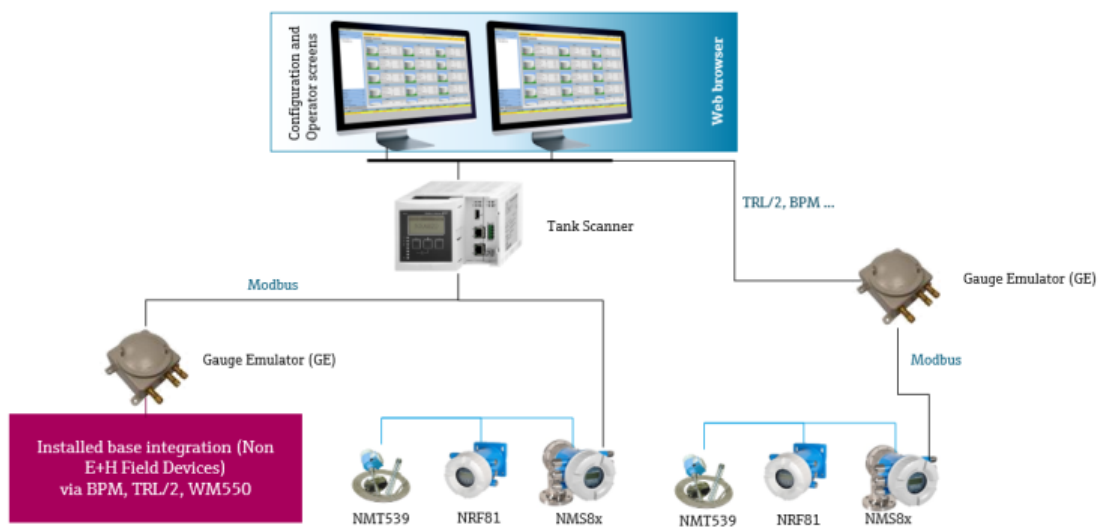 Configuration and
Operator screens
Web browser
Tank Scanner
TRL/2, BPM ...
Modbus
Gauge Emulator (GE)
Gauge Emulator (GE)
Modbus
Installed base integration (Non
E+H Field Devices)
via BPM, TRL/2, WM550
NMT539
NRF81
NMS8x
NMT539
NRF81
NMS8x